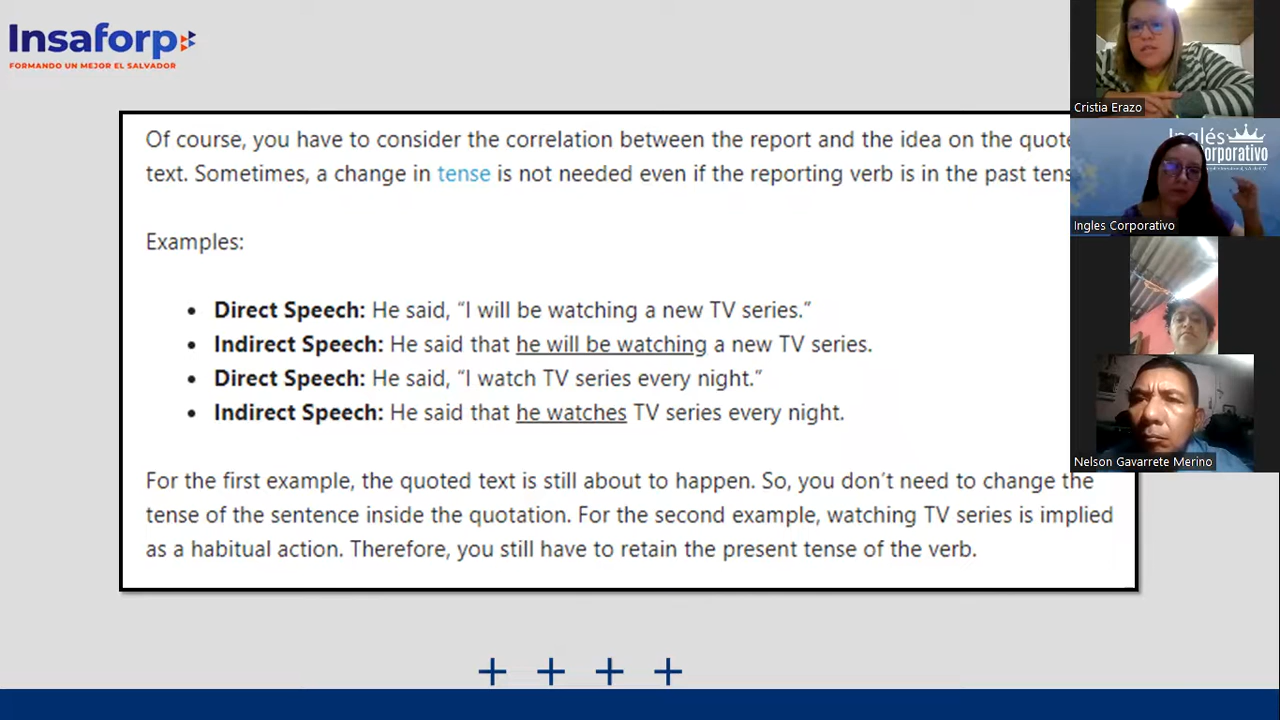 Insaforp
FORMANDO UN MEJOR EL SALVADOR
Of course, you have to consider the correlation between the report and the idea on the quote
text. Sometimes, a change in tense is not needed even if the reporting verb is in the past tens
Examples:
• Direct Speech: He said, “I will be watching a new TV series.”
• Indirect Speech: He said that he will be watching a new TV series.
• Direct Speech: He said, “I watch TV series every night.”
• Indirect Speech: He said that he watches TV series every night.
For the first example, the quoted text is still about to happen. So, you don’t need to change the
tense of the sentence inside the quotation. For the second example, watching TV series is implied
as a habitual action. Therefore, you still have to retain the present tense of the verb.
Cristia Erazo
Inglés
Corporativo
Ingles Corporativo
Nelson Gavarrete Merino